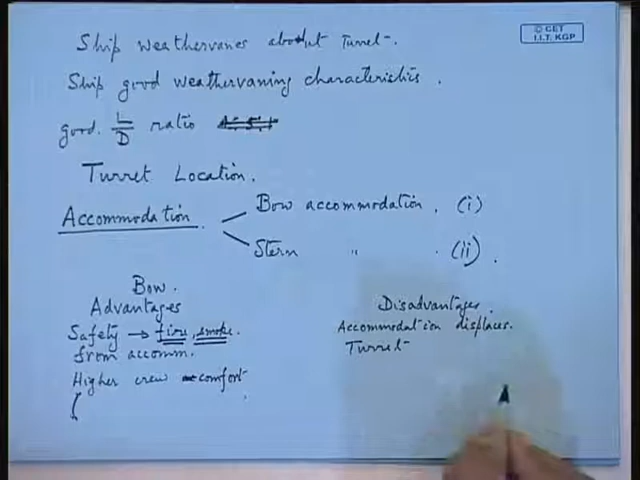 © CET
I.I.T. KGP
Ship weathervanes about Turret.
Ship good weathervaning characteristics.
good. L/D ratio
Turret Location.
Accommodation
Bow accommodation. (i)
Stern " . (ii).
Bow.
Advantages
Safety → fire, smoke.
from accomm.
Higher crew comfort
(
Disadvantages.
Accommodation displaces.
Turret